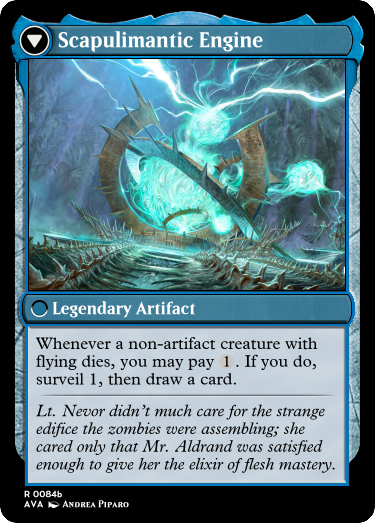 Scapulimantic Engine
Legendary Artifact
Whenever a non-artifact creature with
flying dies, you may pay 1. If you do,
surveil 1, then draw a card.
Lt. Nevor didn't much care for the strange
edifice the zombies were assembling; she
cared only that Mr. Aldrand was satisfied
enough to give her the elixir of flesh mastery.
R 0084b
AVA Andrea Piparo